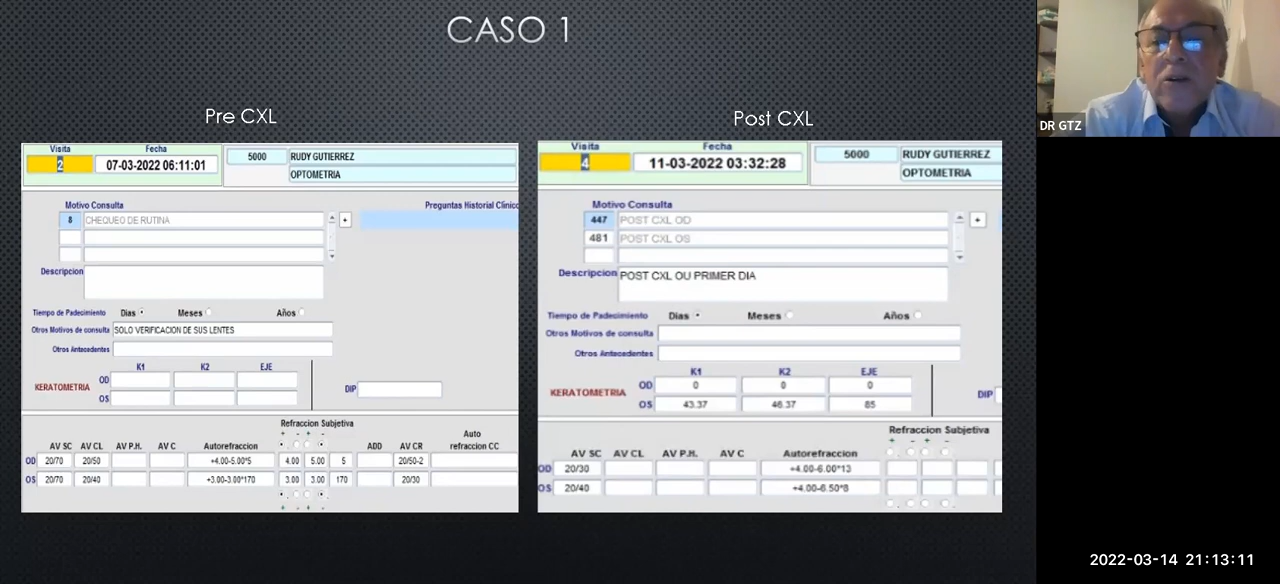 CASO 1
Pre CXL
Visita Fecha
2 07-03-2022 06:11:01
5000 RUDY GUTIERREZ
OPTOMETRIA
Motivo Consulta
Preguntas Historial Clínico
8 CHEQUEO DE RUTINA
+
Descripcion
Tiempo de Padecimiento Dias Meses Años
Otros Motivos de consulta SOLO VERIFICACION DE SUS LENTES
Otros Antecedentes
K1 K2 EJE
KERATOMETRIA
OD
OS
DIP
Refraccion Subjetiva
+ - + -
AV SC AV CL AV P.H. AV C Autorefraccion ADD AV CR Auto refraccion CC
OD 20/70 20/50 +4.00-5.00*5 4.00 5.00 5 20/50-2
OS 20/70 20/40 +3.00-3.00*170 3.00 3.00 170 20/30
+ - + -
Post CXL
Visita Fecha
4 11-03-2022 03:32:28
5000 RUDY GUTIERREZ
OPTOMETRIA
Motivo Consulta
447 POST CXL OD
+
481 POST CXL OS
Descripcion POST CXL OU PRIMER DIA
Tiempo de Padecimiento Dias Meses Años
Otros Motivos de consulta
Otros Antecedentes
K1 K2 EJE
KERATOMETRIA
OD 0 0 0
OS 43.37 46.37 85
DIP
Refraccion Subjetiva
+ - + -
AV SC AV CL AV P.H. AV C Autorefraccion
OD 20/30 +4.00-6.00*13
OS 20/40 +4.00-6.50*8
DR GTZ
2022-03-14 21:13:11